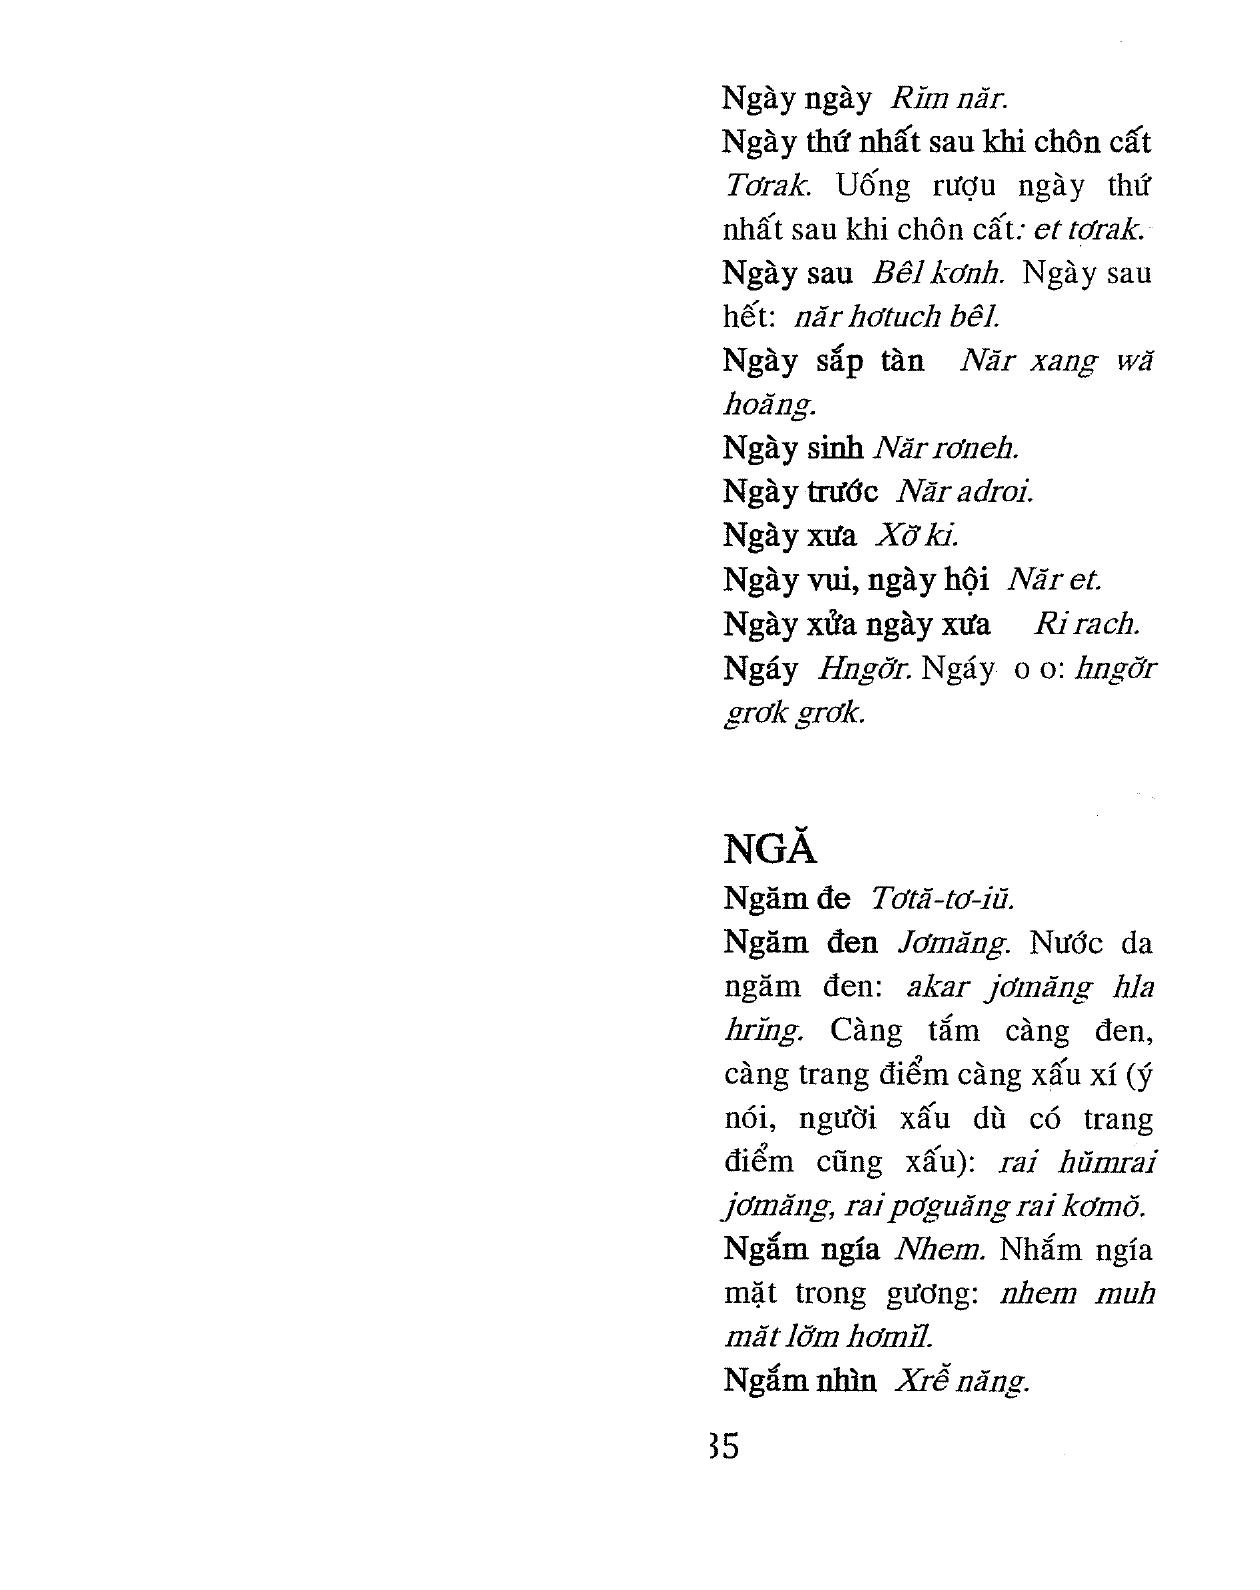 Ngày ngày Rĭm năr.
Ngày thứ nhất sau khi chôn cất
Tơrak. Uống rượu ngày thứ
nhất sau khi chôn cất: et tơrak.
Ngày sau Bêl kơnh. Ngày sau
hết: năr hơtuch bêl.
Ngày sắp tàn Năr xang wă
hoăng.
Ngày sinh Năr rơneh.
Ngày trước Năr adroi.
Ngày xưa Xơ̆ ki.
Ngày vui, ngày hội Năr et.
Ngày xửa ngày xưa Ri rach.
Ngáy Hngơ̆r. Ngáy o o: hngơ̆r
grơk grơk.
NGĂ
Ngăm đe Tơtă-tơ-iŭ.
Ngăm đen Jơmăng. Nước da
ngăm đen: akar jơmăng hla
hrĭng. Càng tắm càng đen,
càng trang điểm càng xấu xí (ý
nói, người xấu dù có trang
điểm cũng xấu): rai hŭmrai
jơmăng, rai pơguăng rai kơmŏ.
Ngắm ngía Nhem. Nhắm ngía
mặt trong gương: nhem muh
măt lơ̆m hơmĭl.
Ngắm nhìn Xrê̆ năng.
35